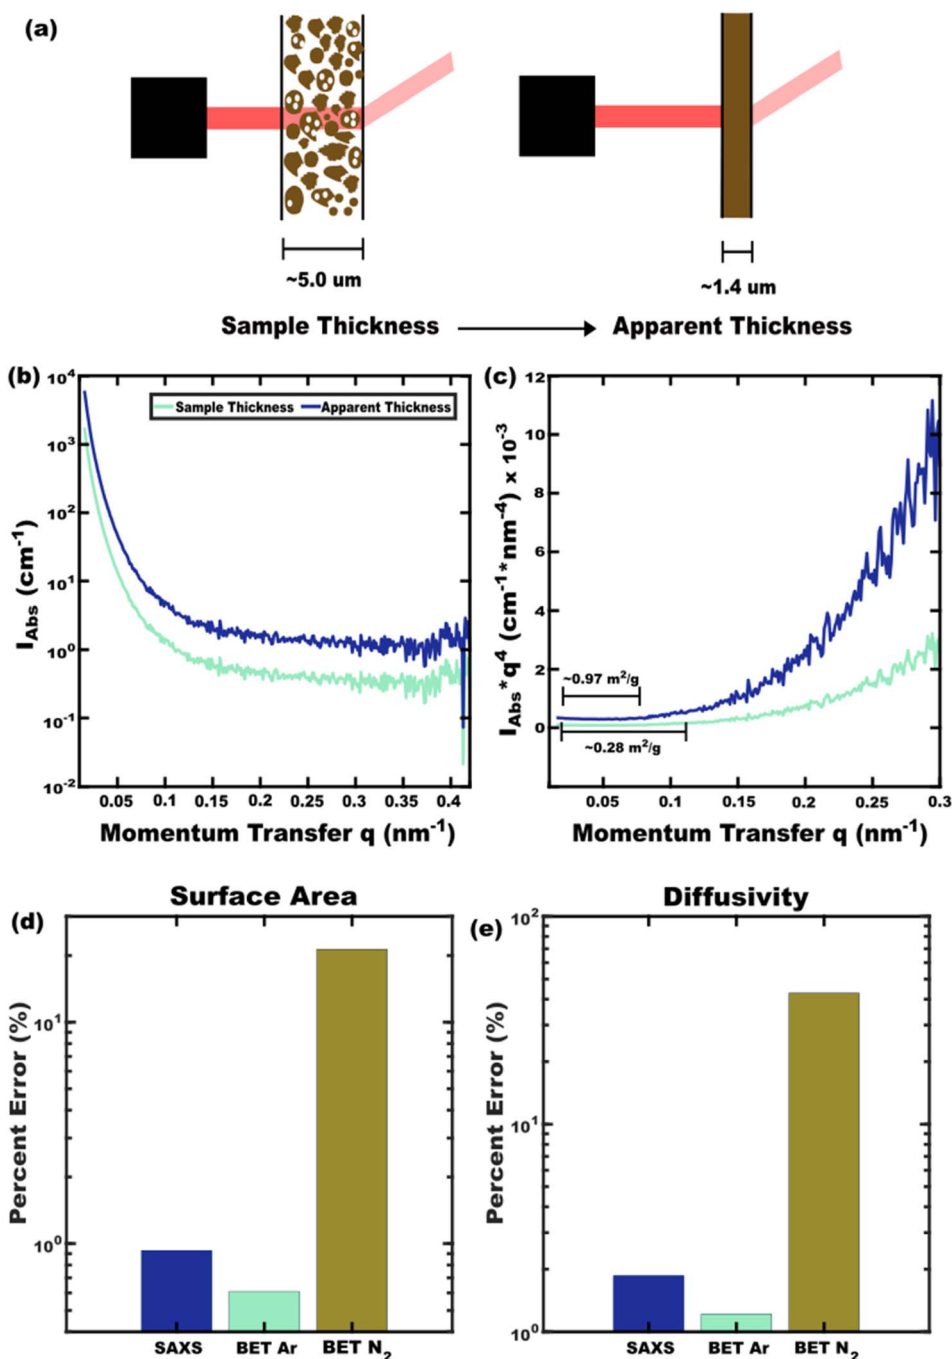 (a)
~5.0 um
~1.4 um
Sample Thickness
Apparent Thickness
(b)
10⁴
10³
10²
10¹
10⁰
10⁻¹
10⁻²
I_Abs (cm⁻¹)
Sample Thickness
Apparent Thickness
0.05 0.1 0.15 0.2 0.25 0.3 0.35 0.4
Momentum Transfer q (nm⁻¹)
(c)
12
10
8
6
4
2
0
I_Abs*q⁴ (cm⁻¹*nm⁻⁴) x 10⁻³
~0.97 m²/g
~0.28 m²/g
0.05 0.1 0.15 0.2 0.25 0.3
Momentum Transfer q (nm⁻¹)
Surface Area
(d)
10¹
10⁰
Percent Error (%)
SAXS BET Ar BET N₂
Diffusivity
(e)
10²
10¹
10⁰
Percent Error (%)
SAXS BET Ar BET N₂